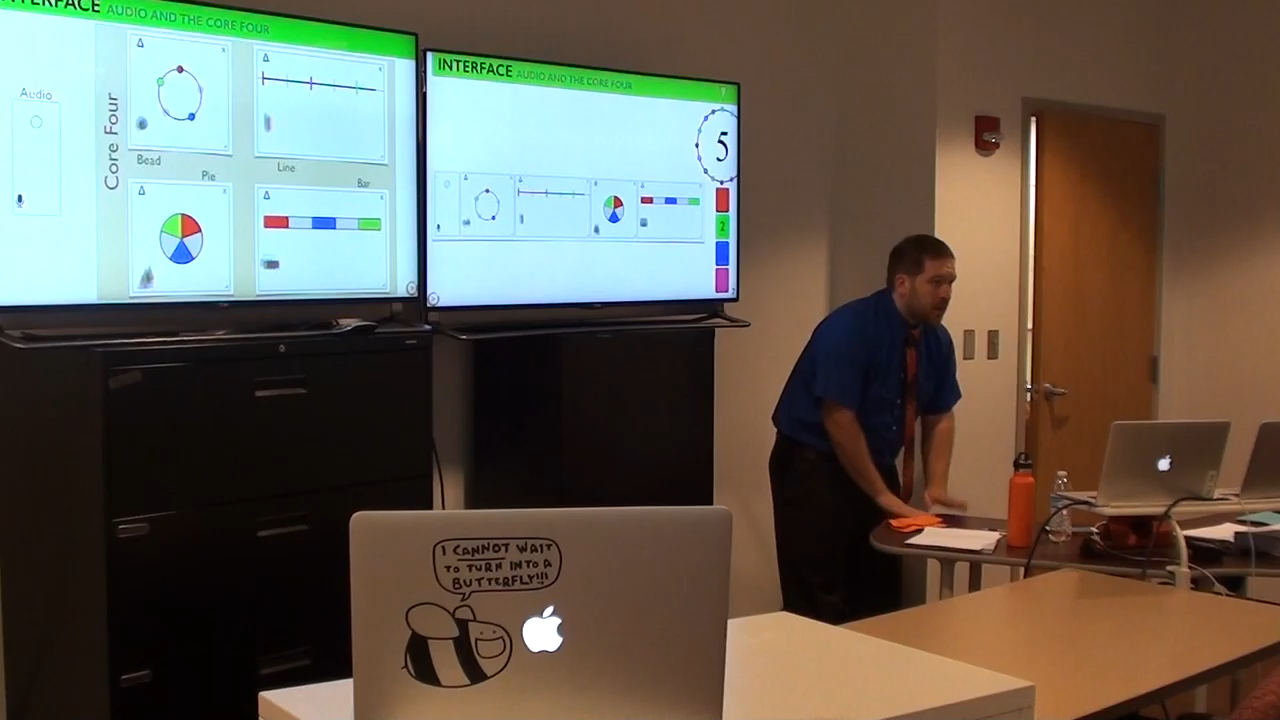 INTERFACE AUDIO AND THE CORE FOUR
Audio
Core Four
Bead
Line
Pie
Bar
INTERFACE AUDIO AND THE CORE FOUR
5
2
I CANNOT WAIT
TO TURN INTO A
BUTTERFLY!!!